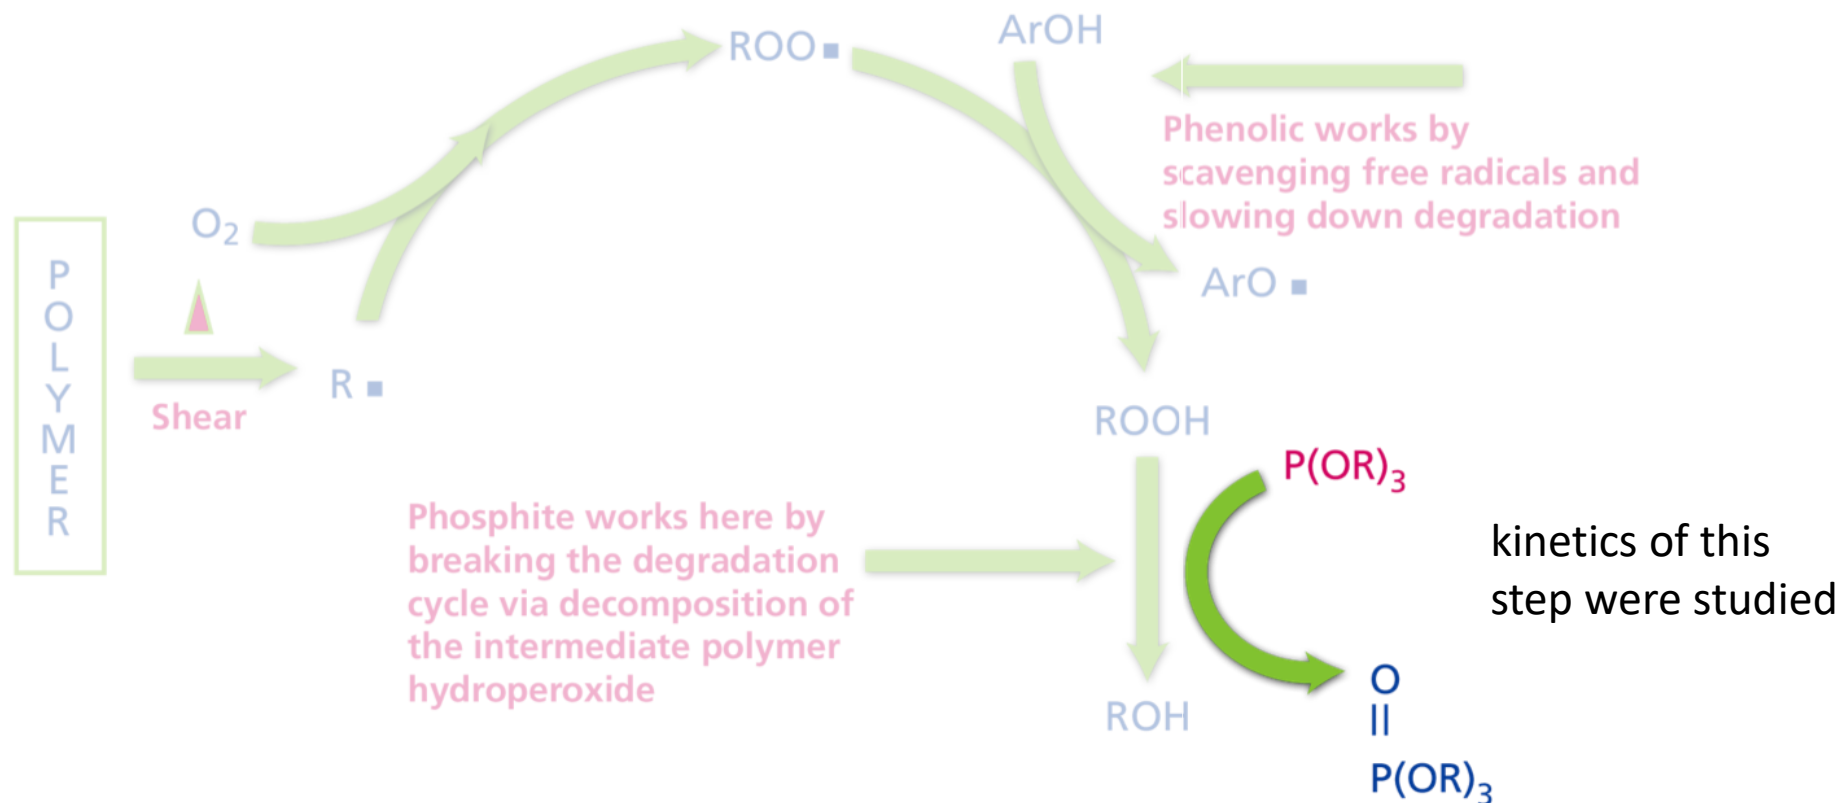 ROO ■
ArOH
Phenolic works by
scavenging free radicals and
slowing down degradation
O₂
ArO ■
P
O
L
Y
M
E
R
R ■
Shear
ROOH
P(OR)₃
Phosphite works here by
breaking the degradation
cycle via decomposition of
the intermediate polymer
hydroperoxide
kinetics of this
step were studied
ROH
O
||
P(OR)₃